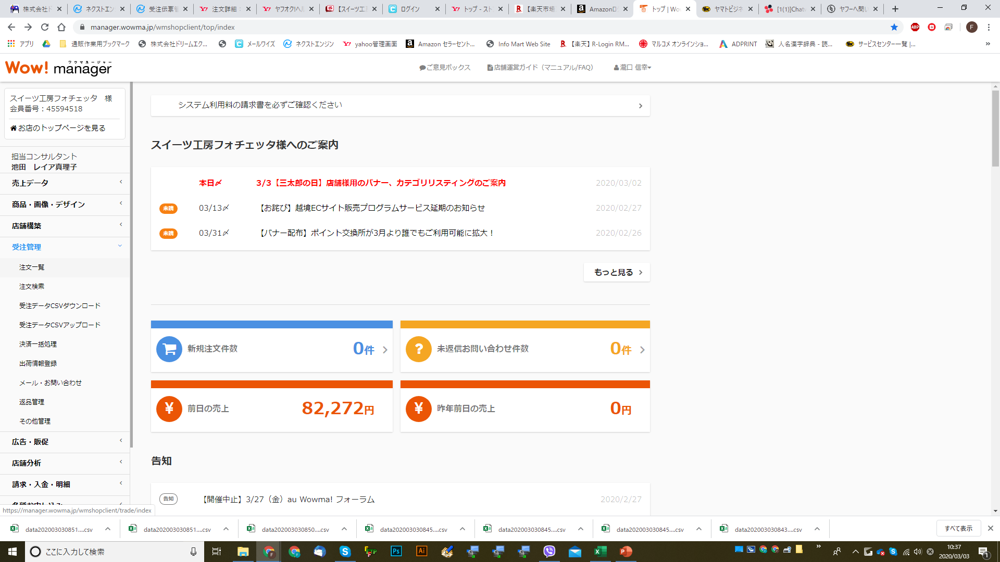 株式会社ド
ネクストエン
受注伝票管
注文詳細 :
ヤフオク!ヘル
【スイーツ工房
ログイン
トップ - スト
【楽天市場
Amazonロ
トップ | Wo
ヤマトビジネ
[1(1)]Chat
ヤフーへ問い
manager.wowma.jp/wmshopclient/top/index
アプリ
通販作業用ブックマーク
株式会社ドリームエク...
メールワイズ
ネクストエンジン
yahoo管理画面
Amazon セラーセント...
Info Mart Web Site
【楽天】R-Login RM...
マルコメ オンラインショ...
ADPRINT
人名漢字辞典 - 読...
サービスセンター一覧 |...
»
Wow! manager
ワウマネージャー
ご意見ボックス
店舗運営ガイド（マニュアル/FAQ）
瀧口 信幸
スイーツ工房フォチェッタ　様
会員番号：45594518
お店のトップページを見る
担当コンサルタント
池田　レイア真理子
売上データ
商品・画像・デザイン
店舗構築
受注管理
注文一覧
注文検索
受注データCSVダウンロード
受注データCSVアップロード
決済一括処理
出荷情報登録
メール・お問い合わせ
返品管理
その他管理
広告・販促
店舗分析
請求・入金・明細
各種お申し込み
https://manager.wowma.jp/wmshopclient/trade/index
システム利用料の請求書を必ずご確認ください
スイーツ工房フォチェッタ様へのご案内
本日〆 3/3【三太郎の日】店舗様用のバナー、カテゴリリスティングのご案内 2020/03/02
未読 03/13〆 【お詫び】越境ECサイト販売プログラムサービス延期のお知らせ 2020/02/27
未読 03/31〆 【バナー配布】ポイント交換所が3月より誰でもご利用可能に拡大！ 2020/02/26
もっと見る
新規注文件数 0件
未返信お問い合わせ件数 0件
前日の売上 82,272円
昨年前日の売上 0円
告知
告知 【開催中止】3/27（金）au Wowma! フォーラム 2020/2/27
data202003030851....csv
data202003030851....csv
data202003030850....csv
data202003030845....csv
data202003030845....csv
data202003030845....csv
data202003030843....csv
すべて表示
ここに入力して検索
10:37
2020/03/03